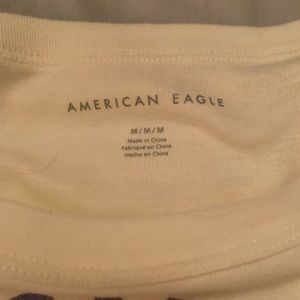 AMERICAN EAGLE
M/M/M
Made in China
Fabriqué en Chine
Hecho en China